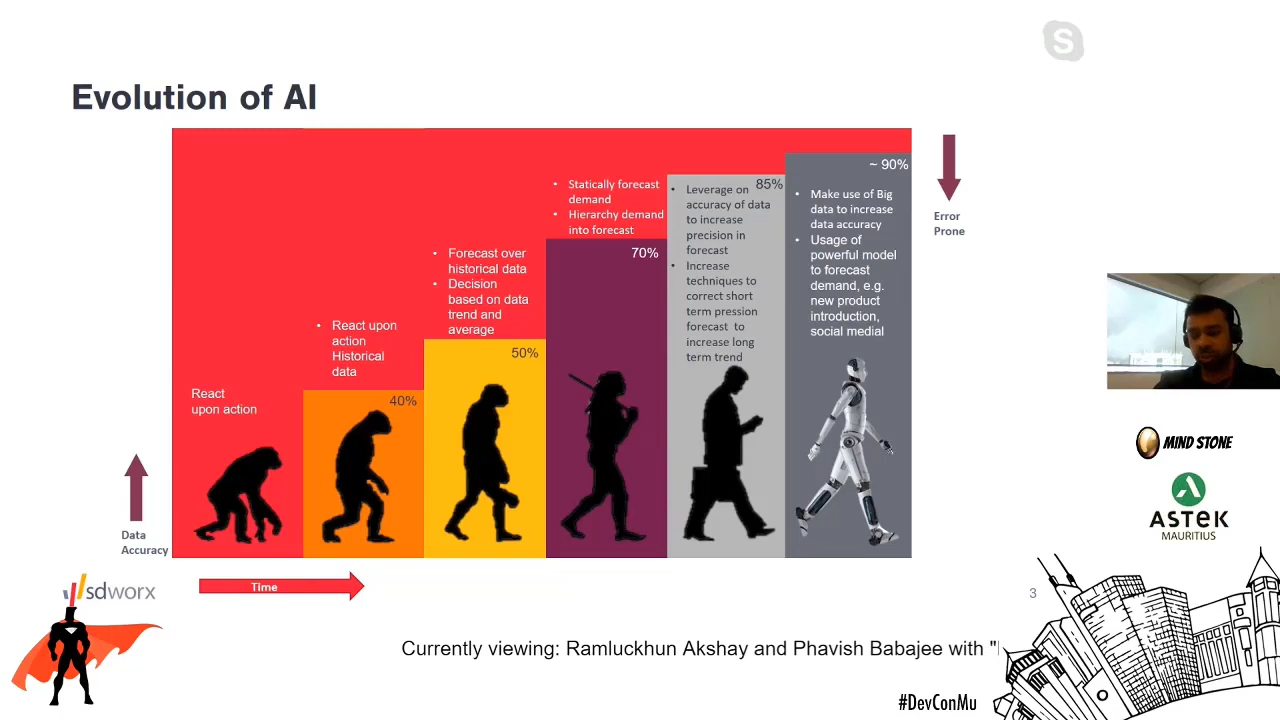 S
Evolution of AI
React
upon action
• React upon
action
Historical
data
40%
• Forecast over
historical data
• Decision
based on data
trend and
average
50%
• Statically forecast
demand
• Hierarchy demand
into forecast
70%
85%
• Leverage on
accuracy of data
to increase
precision in
forecast
• Increase
techniques to
correct short
term pression
forecast to
increase long
term trend
~ 90%
• Make use of Big
data to increase
data accuracy
• Usage of
powerful model
to forecast
demand, e.g.
new product
introduction,
social medial
Error
Prone
Data
Accuracy
Time
sdworx
MIND STONE
ASTEK
MAURITIUS
3
Currently viewing: Ramluckhun Akshay and Phavish Babajee with "
#DevConMu